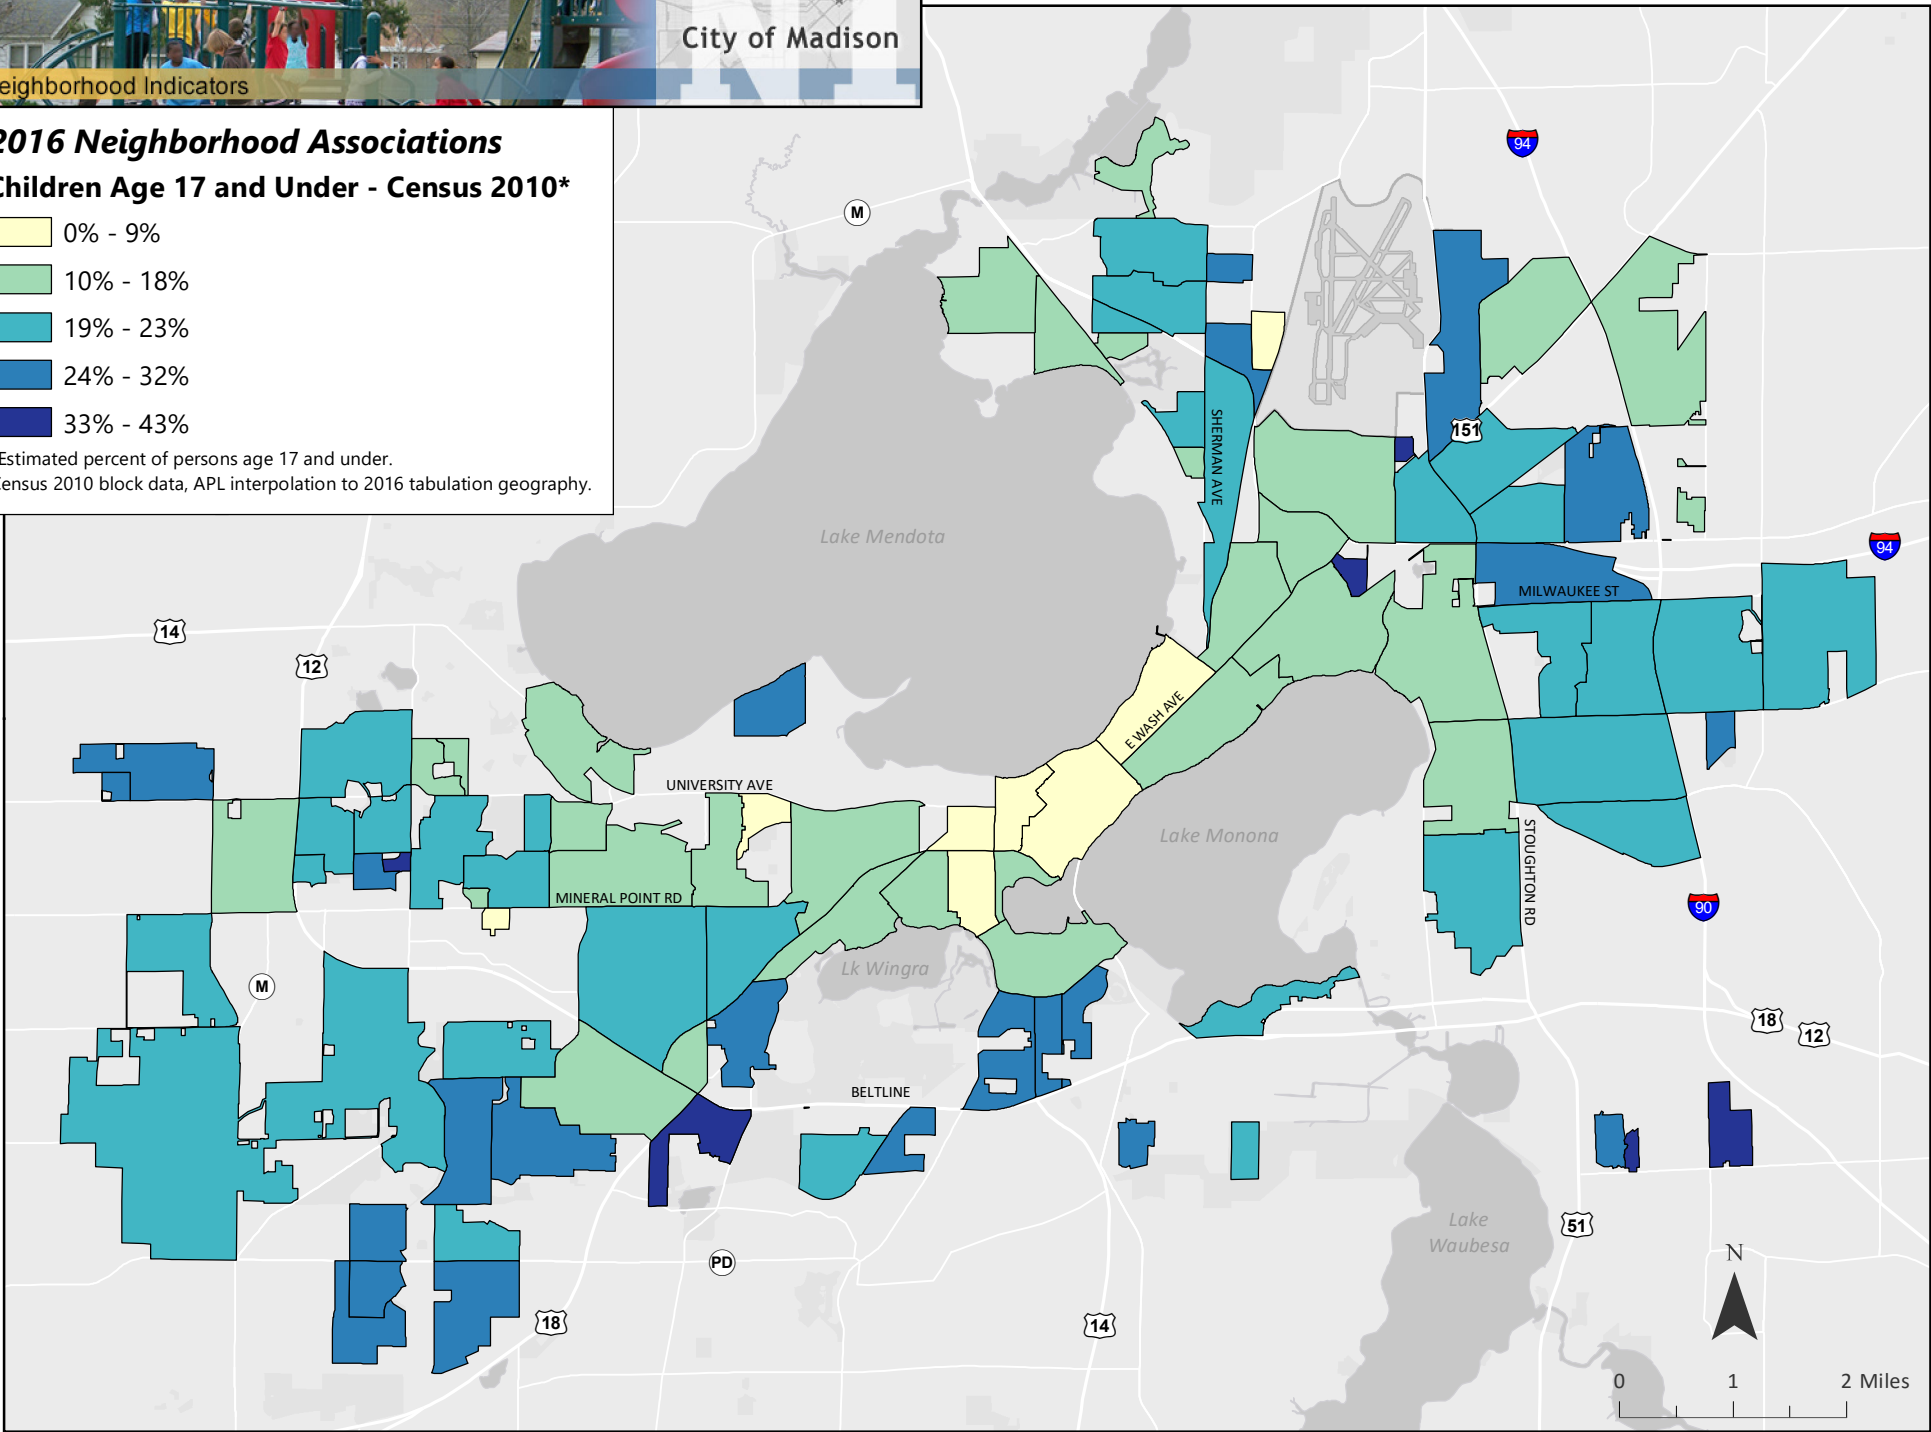 City of Madison
eighborhood Indicators
2016 Neighborhood Associations
Children Age 17 and Under - Census 2010*
0% - 9%
10% - 18%
19% - 23%
24% - 32%
33% - 43%
Estimated percent of persons age 17 and under.
Census 2010 block data, APL interpolation to 2016 tabulation geography.
94
M
151
SHERMAN AVE
Lake Mendota
94
MILWAUKEE ST
14
12
E WASH AVE
UNIVERSITY AVE
Lake Monona
STOUGHTON RD
MINERAL POINT RD
90
Lk Wingra
M
18
12
BELTLINE
Lake
Waubesa
51
PD
N
18
14
0 1 2 Miles